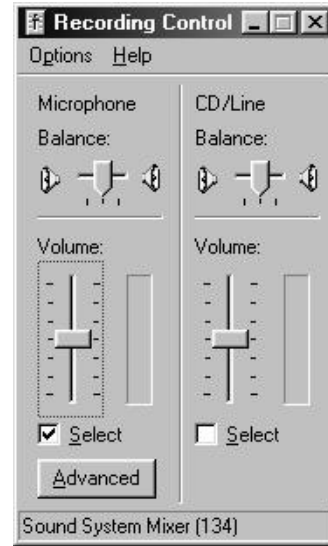 Recording Control
Options Help
Microphone
Balance:
Volume:
Select
Advanced
CD/Line
Balance:
Volume:
Select
Sound System Mixer (134)